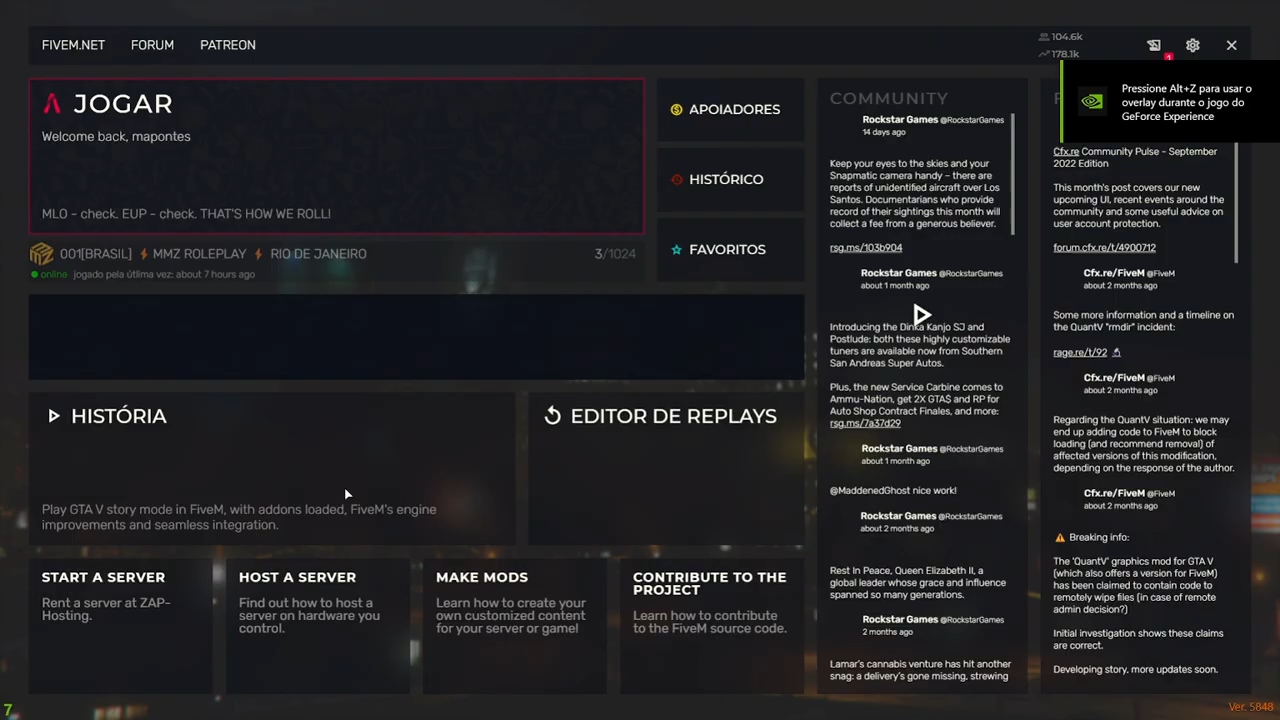 FIVEM.NET
FORUM
PATREON
104.6k
178.1k
1
JOGAR
Welcome back, mapontes
MLO - check. EUP - check. THAT'S HOW WE ROLL!
001[BRASIL] MMZ ROLEPLAY RIO DE JANEIRO
3/1024
online jogado pela útlima vez: about 7 hours ago
APOIADORES
HISTÓRICO
FAVORITOS
HISTÓRIA
Play GTA V story mode in FiveM, with addons loaded, FiveM's engine
improvements and seamless integration.
EDITOR DE REPLAYS
START A SERVER
Rent a server at ZAP-
Hosting.
HOST A SERVER
Find out how to host a
server on hardware you
control.
MAKE MODS
Learn how to create your
own customized content
for your server or game!
CONTRIBUTE TO THE
PROJECT
Learn how to contribute
to the FiveM source code.
COMMUNITY
Rockstar Games @RockstarGames
14 days ago
Keep your eyes to the skies and your
Snapmatic camera handy – there are
reports of unidentified aircraft over Los
Santos. Documentarians who provide
record of their sightings this month will
collect a fee from a generous believer.
rsg.ms/103b904
Rockstar Games @RockstarGames
about 1 month ago
Introducing the Dinka Kanjo SJ and
Postlude: both these highly customizable
tuners are available now from Southern
San Andreas Super Autos.
Plus, the new Service Carbine comes to
Ammu-Nation, get 2X GTA$ and RP for
Auto Shop Contract Finales, and more:
rsg.ms/7a37d29
Rockstar Games @RockstarGames
about 1 month ago
@MaddenedGhost nice work!
Rockstar Games @RockstarGames
about 2 months ago
Rest In Peace, Queen Elizabeth II, a
global leader whose grace and influence
spanned so many generations.
Rockstar Games @RockstarGames
2 months ago
Lamar's cannabis venture has hit another
snag: a delivery's gone missing, strewing
Pressione Alt+Z para usar o
overlay durante o jogo do
GeForce Experience
Cfx.re Community Pulse – September
2022 Edition
This month's post covers our new
upcoming UI, recent events around the
community and some useful advice on
user account protection.
forum.cfx.re/t/4900712
Cfx.re/FiveM @FiveM
about 2 months ago
Some more information and a timeline on
the QuantV "rmdir" incident:
rage.re/t/92
Cfx.re/FiveM @FiveM
about 2 months ago
Regarding the QuantV situation: we may
end up adding code to FiveM to block
loading (and recommend removal) of
affected versions of this modification,
depending on the response of the author.
Cfx.re/FiveM @FiveM
about 2 months ago
Breaking info:
The 'QuantV' graphics mod for GTA V
(which also offers a version for FiveM)
has been claimed to contain code to
remotely wipe files (in case of remote
admin decision?)
Initial investigation shows these claims
are correct.
Developing story, more updates soon.
7
Ver. 5848